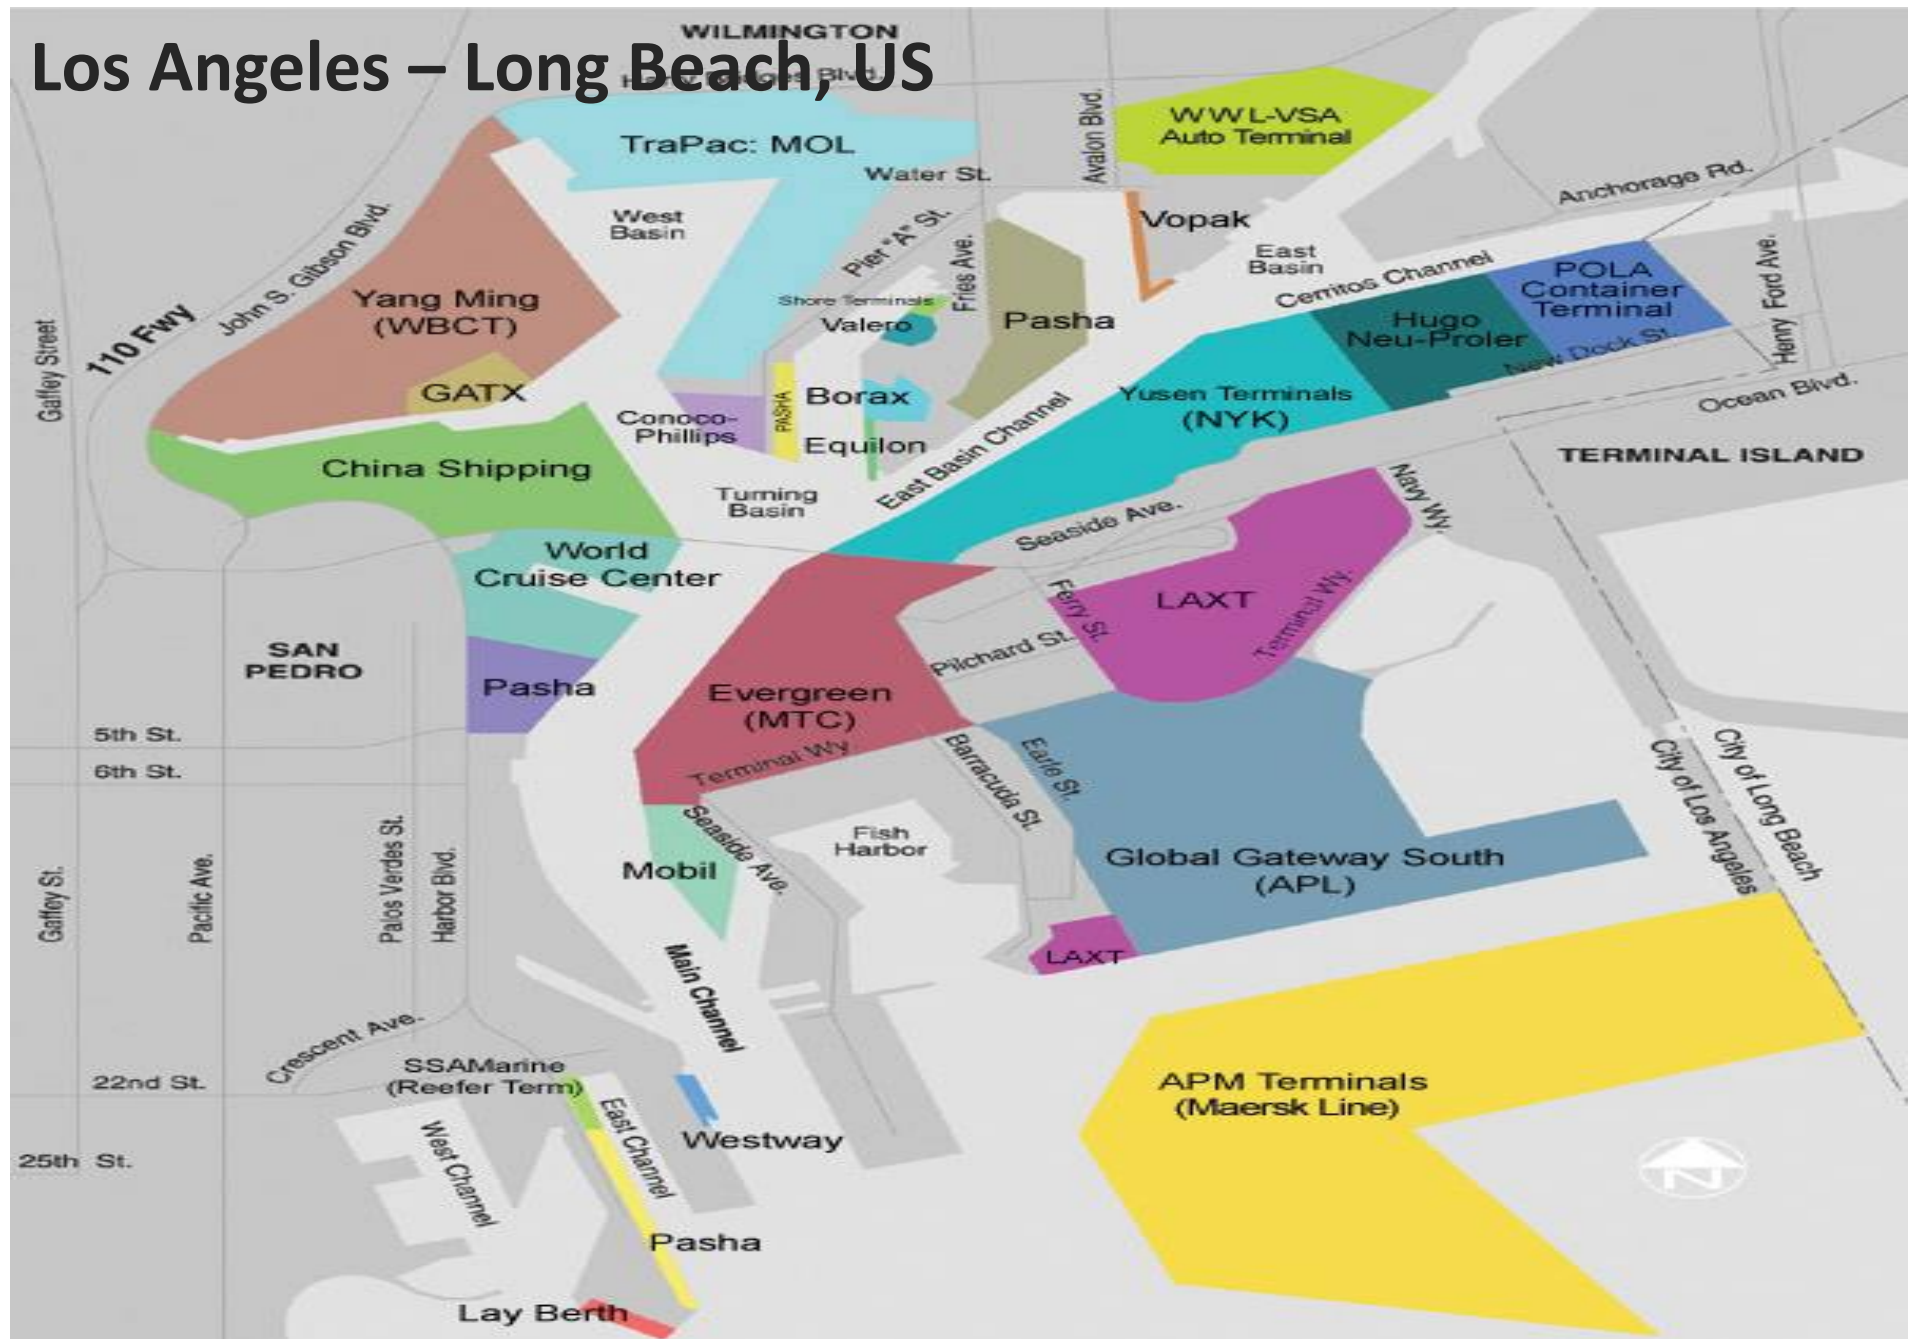 WILMINGTON
Los Angeles – Long Beach, US
Harry Bridges Blvd.
TraPac: MOL
WWL-VSA
Auto Terminal
Avalon Blvd.
Water St.
Anchorage Rd.
West
Basin
Pier "A" St.
Vopak
John S. Gibson Blvd.
East
Basin
Cerritos Channel
POLA
Container
Terminal
Henry Ford Ave.
Yang Ming
(WBCT)
Shore Terminals
Fries Ave.
Valero
Pasha
Hugo
Neu-Proler
New Dock St.
110 Fwy
Gaffey Street
GATX
Conoco-
Phillips
PASHA
Borax
Equilon
Yusen Terminals
(NYK)
Ocean Blvd.
East Basin Channel
TERMINAL ISLAND
China Shipping
Turning
Basin
Navy Wy.
Seaside Ave.
World
Cruise Center
LAXT
Ferry St.
Terminal Wy.
SAN
PEDRO
Pilchard St.
Pasha
Evergreen
(MTC)
Terminal Wy.
5th St.
6th St.
Barracuda St.
Earle St.
City of Los Angeles
City of Long Beach
Seaside Ave.
Fish
Harbor
Mobil
Global Gateway South
(APL)
Gaffey St.
Pacific Ave.
Palos Verdes St.
Harbor Blvd.
LAXT
Main Channel
Crescent Ave.
SSAMarine
(Reefer Term)
22nd St.
APM Terminals
(Maersk Line)
East Channel
West Channel
Westway
25th St.
N
Pasha
Lay Berth